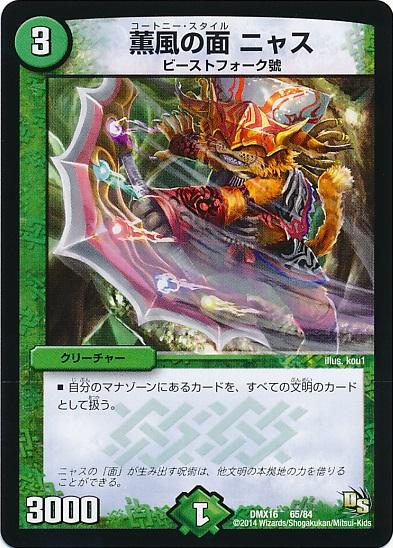 3
コートニー・スタイル
薫風の面 ニャス
ビーストフォーク號
illus. kou1
クリーチャー
■ 自分のマナゾーンにあるカードを、すべての文明のカード
として扱う。
ニャスの「面」が生み出す呪術は、他文明の本拠地の力を借りる
ことができる。
3000
1
DS
DMX16 65/84
©2014 Wizards/Shogakukan/Mitsui-Kids